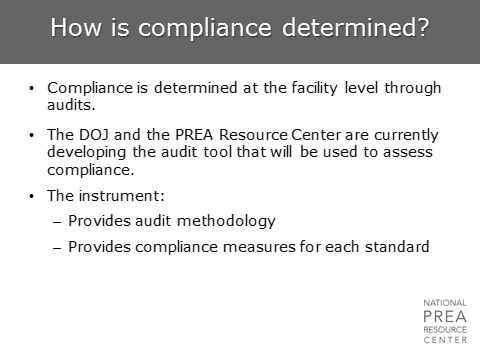 How is compliance determined?
• Compliance is determined at the facility level through
audits.
• The DOJ and the PREA Resource Center are currently
developing the audit tool that will be used to assess
compliance.
• The instrument:
– Provides audit methodology
– Provides compliance measures for each standard
NATIONAL
PREA
RESOURCE
CENTER